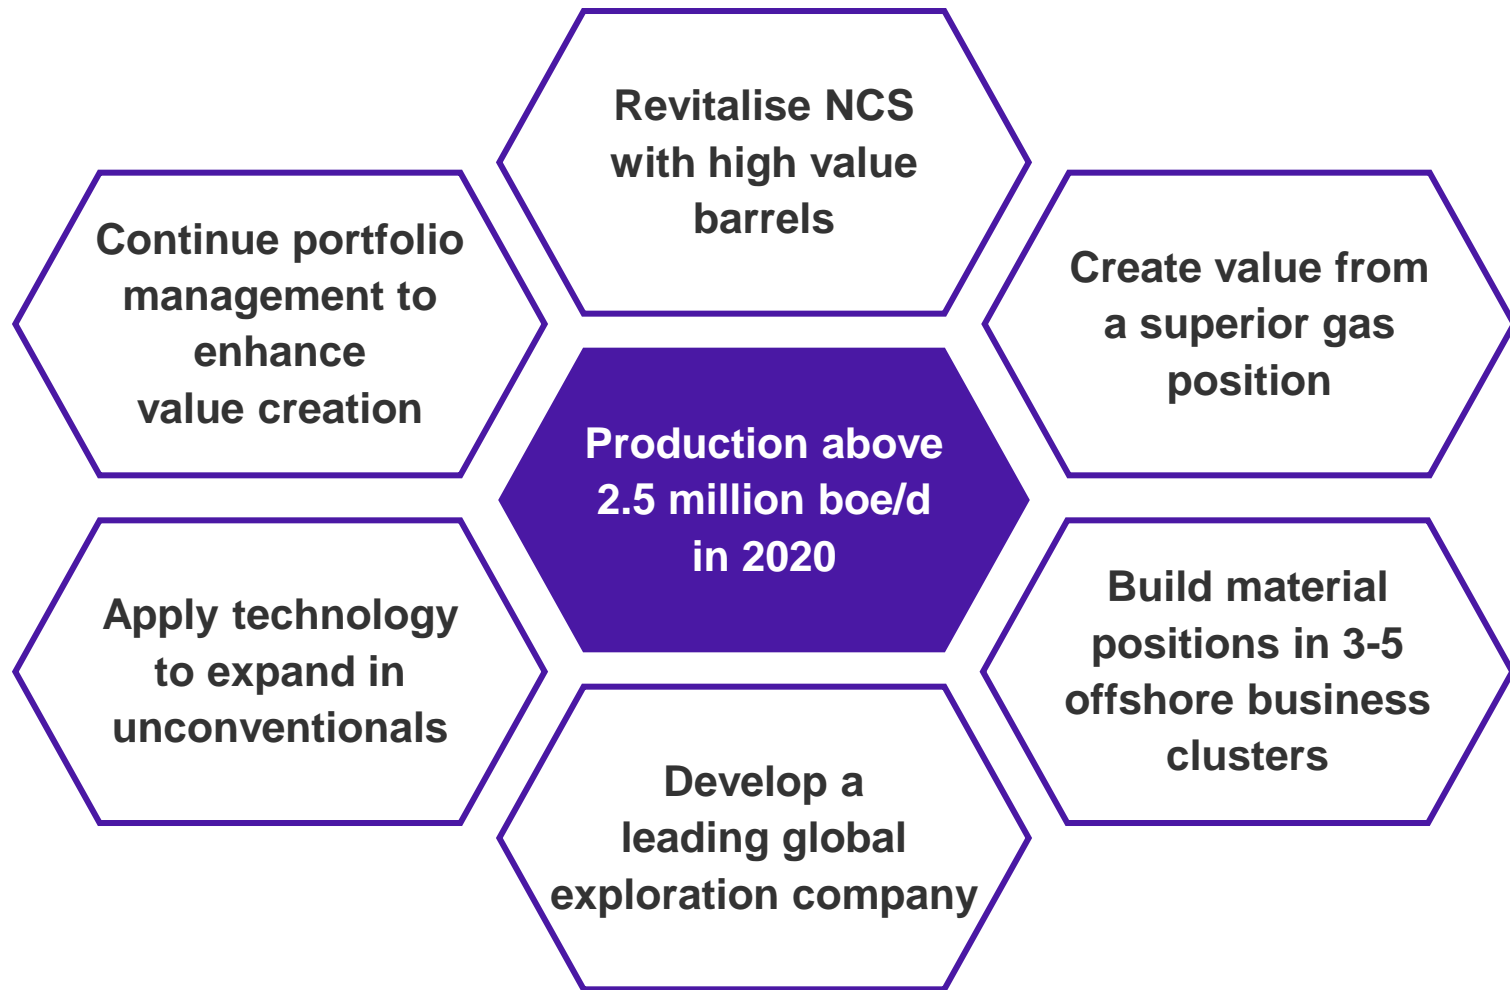 Revitalise NCS
with high value
barrels
Continue portfolio
management to
enhance
value creation
Create value from
a superior gas
position
Production above
2.5 million boe/d
in 2020
Apply technology
to expand in
unconventionals
Build material
positions in 3-5
offshore business
clusters
Develop a
leading global
exploration company